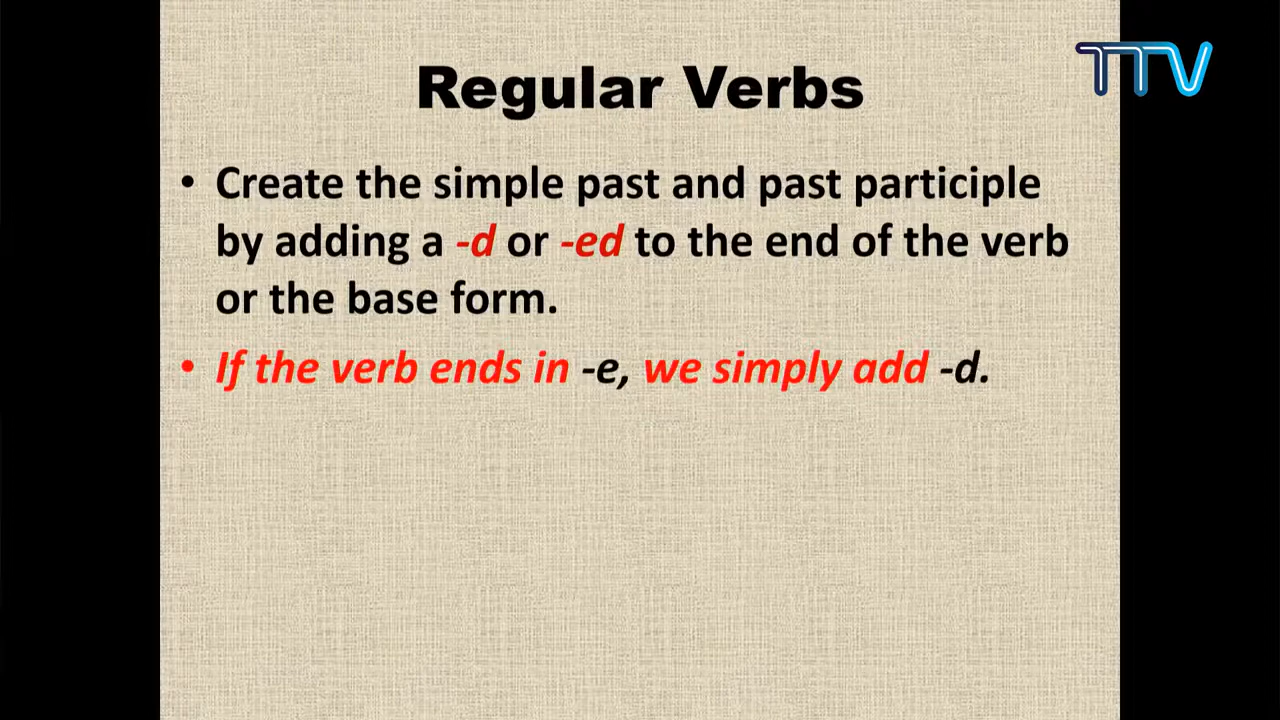 TTV
Regular Verbs
• Create the simple past and past participle
by adding a -d or -ed to the end of the verb
or the base form.
• If the verb ends in -e, we simply add -d.